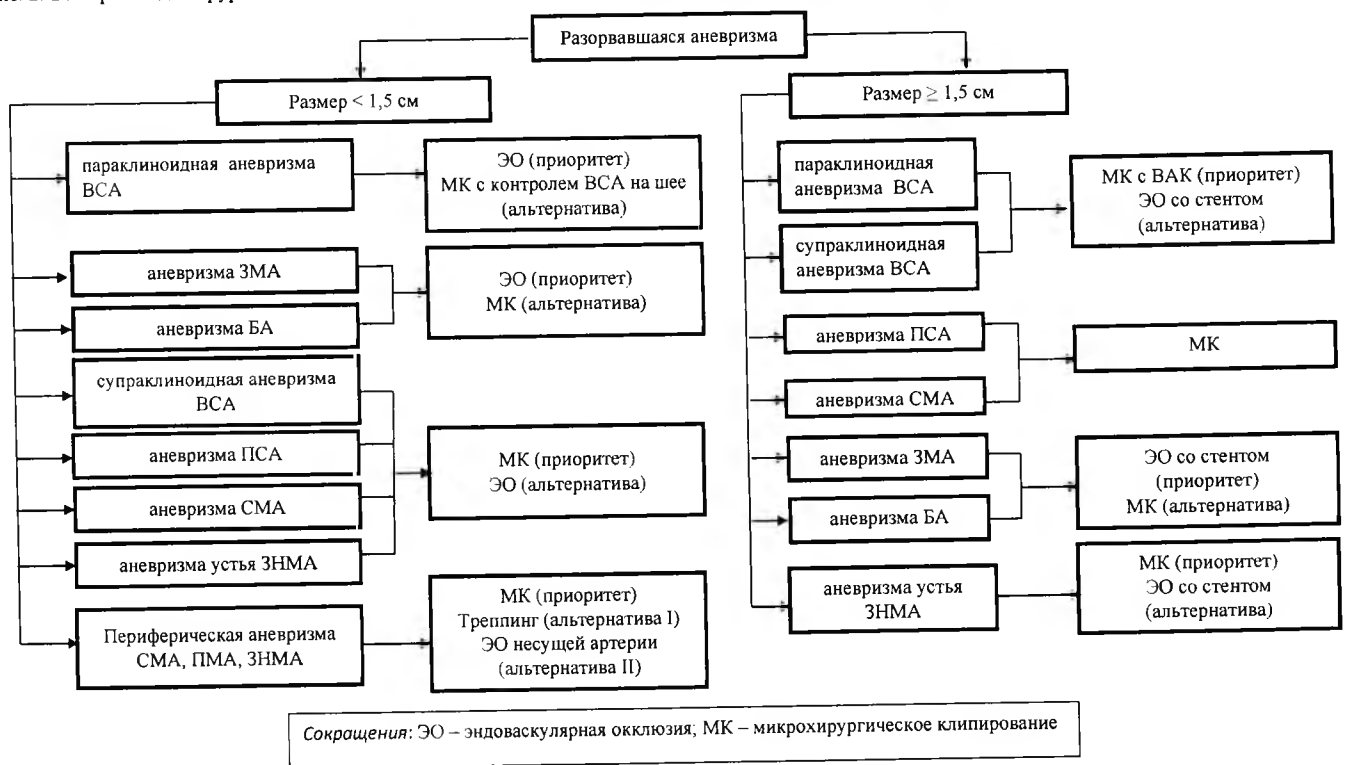 Разорвавшаяся аневризма
Размер < 1,5 см
параклиноидная аневризма
ВСА
ЭО (приоритет)
МК с контролем ВСА на шее
(альтернатива)
аневризма ЗМА
аневризма БА
ЭО (приоритет)
МК (альтернатива)
супраклиноидная аневризма
ВСА
аневризма ПСА
аневризма СМА
аневризма устья ЗНМА
МК (приоритет)
ЭО (альтернатива)
Периферическая аневризма
СМА, ПМА, ЗНМА
МК (приоритет)
Треппинг (альтернатива I)
ЭО несущей артерии
(альтернатива II)
Размер ≥ 1,5 см
параклиноидная
аневризма ВСА
супраклиноидная
аневризма ВСА
МК с ВАК (приоритет)
ЭО со стентом
(альтернатива)
аневризма ПСА
аневризма СМА
МК
аневризма ЗМА
аневризма БА
ЭО со стентом
(приоритет)
МК (альтернатива)
аневризма устья
ЗНМА
МК (приоритет)
ЭО со стентом
(альтернатива)
Сокращения: ЭО – эндоваскулярная окклюзия; МК – микрохирургическое клипирование